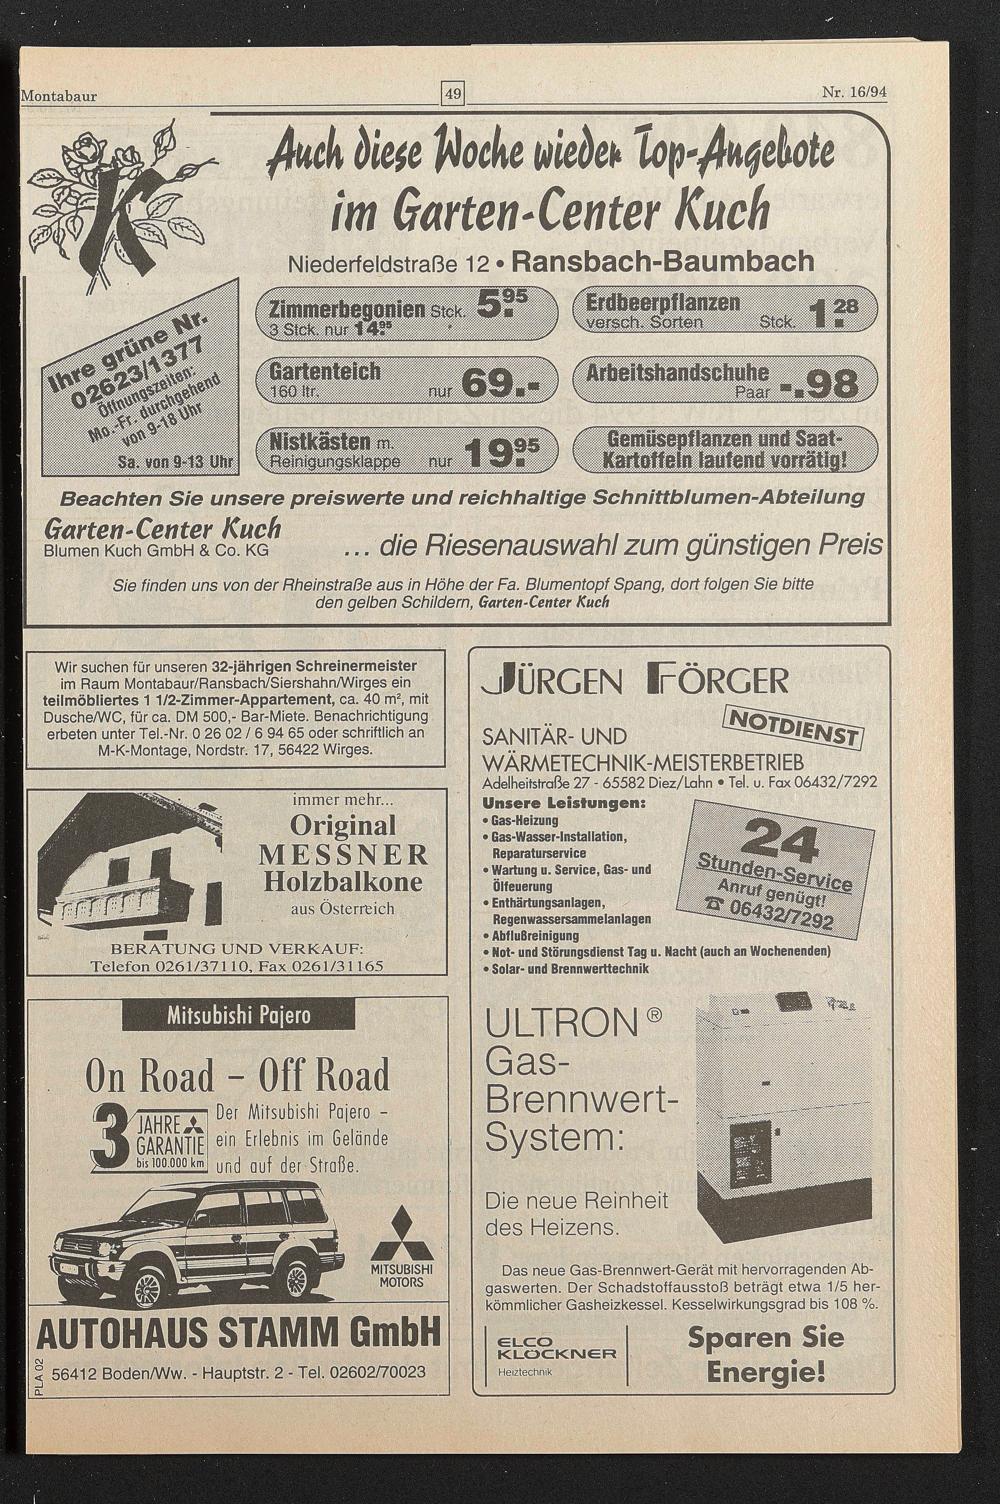 Montabaur
49
Nr. 16/94
Auch diese Woche wieder Top-Angebote
im Garten-Center Kuch
Niederfeldstraße 12 • Ransbach-Baumbach
K
Ihre grüne Nr.
02623/1377
Öffnungszeiten:
Mo.-Fr. durchgehend
von 9-18 Uhr
Sa. von 9-13 Uhr
Zimmerbegonien Stck. 5.95
3 Stck. nur 14.95
Erdbeerpflanzen
versch. Sorten Stck. 1.28
Gartenteich
160 ltr. nur 69.-
Arbeitshandschuhe
Paar -.98
Nistkästen m.
Reinigungsklappe nur 19.95
Gemüsepflanzen und Saat-
Kartoffeln laufend vorrätig!
Beachten Sie unsere preiswerte und reichhaltige Schnittblumen-Abteilung
Garten-Center Kuch
Blumen Kuch GmbH & Co. KG
... die Riesenauswahl zum günstigen Preis
Sie finden uns von der Rheinstraße aus in Höhe der Fa. Blumentopf Spang, dort folgen Sie bitte
den gelben Schildern, Garten-Center Kuch
Wir suchen für unseren 32-jährigen Schreinermeister
im Raum Montabaur/Ransbach/Siershahn/Wirges ein
teilmöbliertes 1 1/2-Zimmer-Appartement, ca. 40 m², mit
Dusche/WC, für ca. DM 500,- Bar-Miete. Benachrichtigung
erbeten unter Tel.-Nr. 0 26 02 / 6 94 65 oder schriftlich an
M-K-Montage, Nordstr. 17, 56422 Wirges.
immer mehr...
Original
MESSNER
Holzbalkone
aus Österreich
BERATUNG UND VERKAUF:
Telefon 0261/37110, Fax 0261/31165
Mitsubishi Pajero
On Road – Off Road
3 JAHRE
GARANTIE
bis 100.000 km
Der Mitsubishi Pajero –
ein Erlebnis im Gelände
und auf der Straße.
MITSUBISHI
MOTORS
AUTOHAUS STAMM GmbH
56412 Boden/Ww. - Hauptstr. 2 - Tel. 02602/70023
PLA 02
JÜRGEN FÖRGER
NOTDIENST
SANITÄR- UND
WÄRMETECHNIK-MEISTERBETRIEB
Adelheitstraße 27 - 65582 Diez/Lahn • Tel. u. Fax 06432/7292
Unsere Leistungen:
• Gas-Heizung
• Gas-Wasser-Installation,
Reparaturservice
• Wartung u. Service, Gas- und
Ölfeuerung
• Enthärtungsanlagen,
Regenwassersammelanlagen
• Abflußreinigung
• Not- und Störungsdienst Tag u. Nacht (auch an Wochenenden)
• Solar- und Brennwerttechnik
24
Stunden-Service
Anruf genügt!
☎ 06432/7292
ULTRON ®
Gas-
Brennwert-
System:
Die neue Reinheit
des Heizens.
Das neue Gas-Brennwert-Gerät mit hervorragenden Ab-
gaswerten. Der Schadstoffausstoß beträgt etwa 1/5 her-
kömmlicher Gasheizkessel. Kesselwirkungsgrad bis 108 %.
ELCO
KLÖCKNER
Heiztechnik
Sparen Sie
Energie!